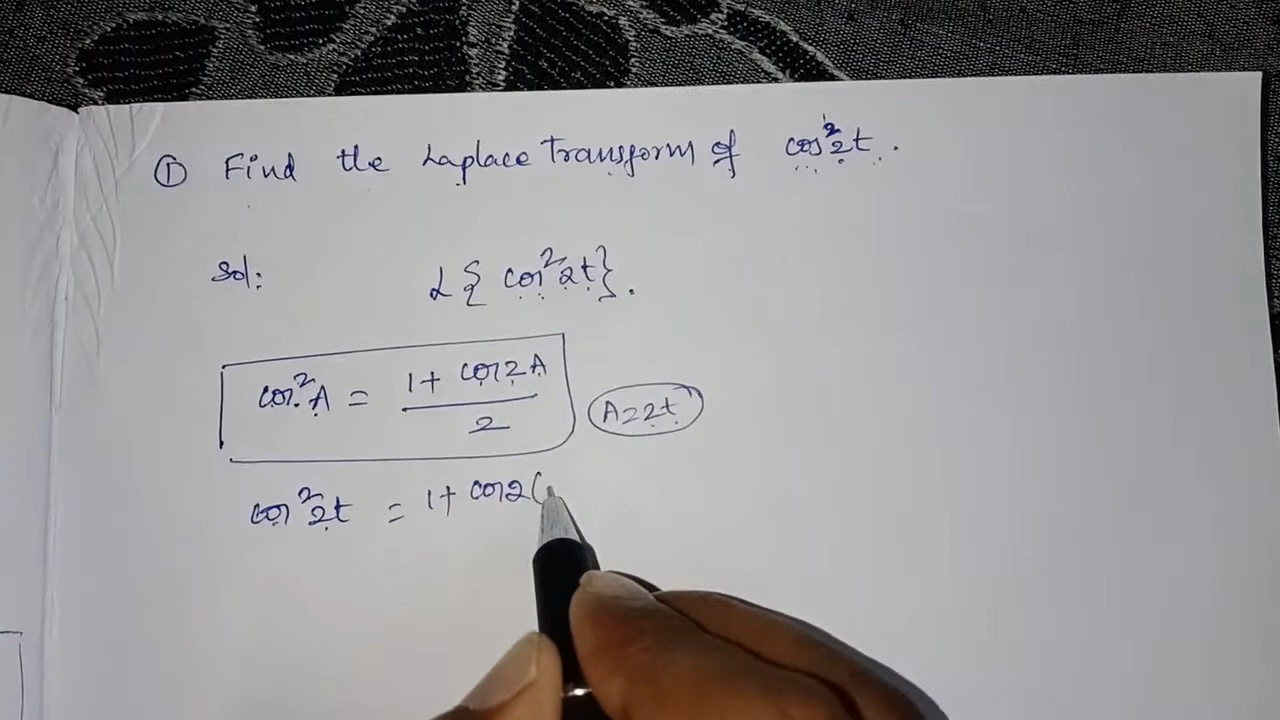 ① Find the Laplace Transform of cos²2t.
Sol: L{cos²2t}.
cos²A = (1 + cos2A)/2 A=2t
cos²2t = 1+ cos2(